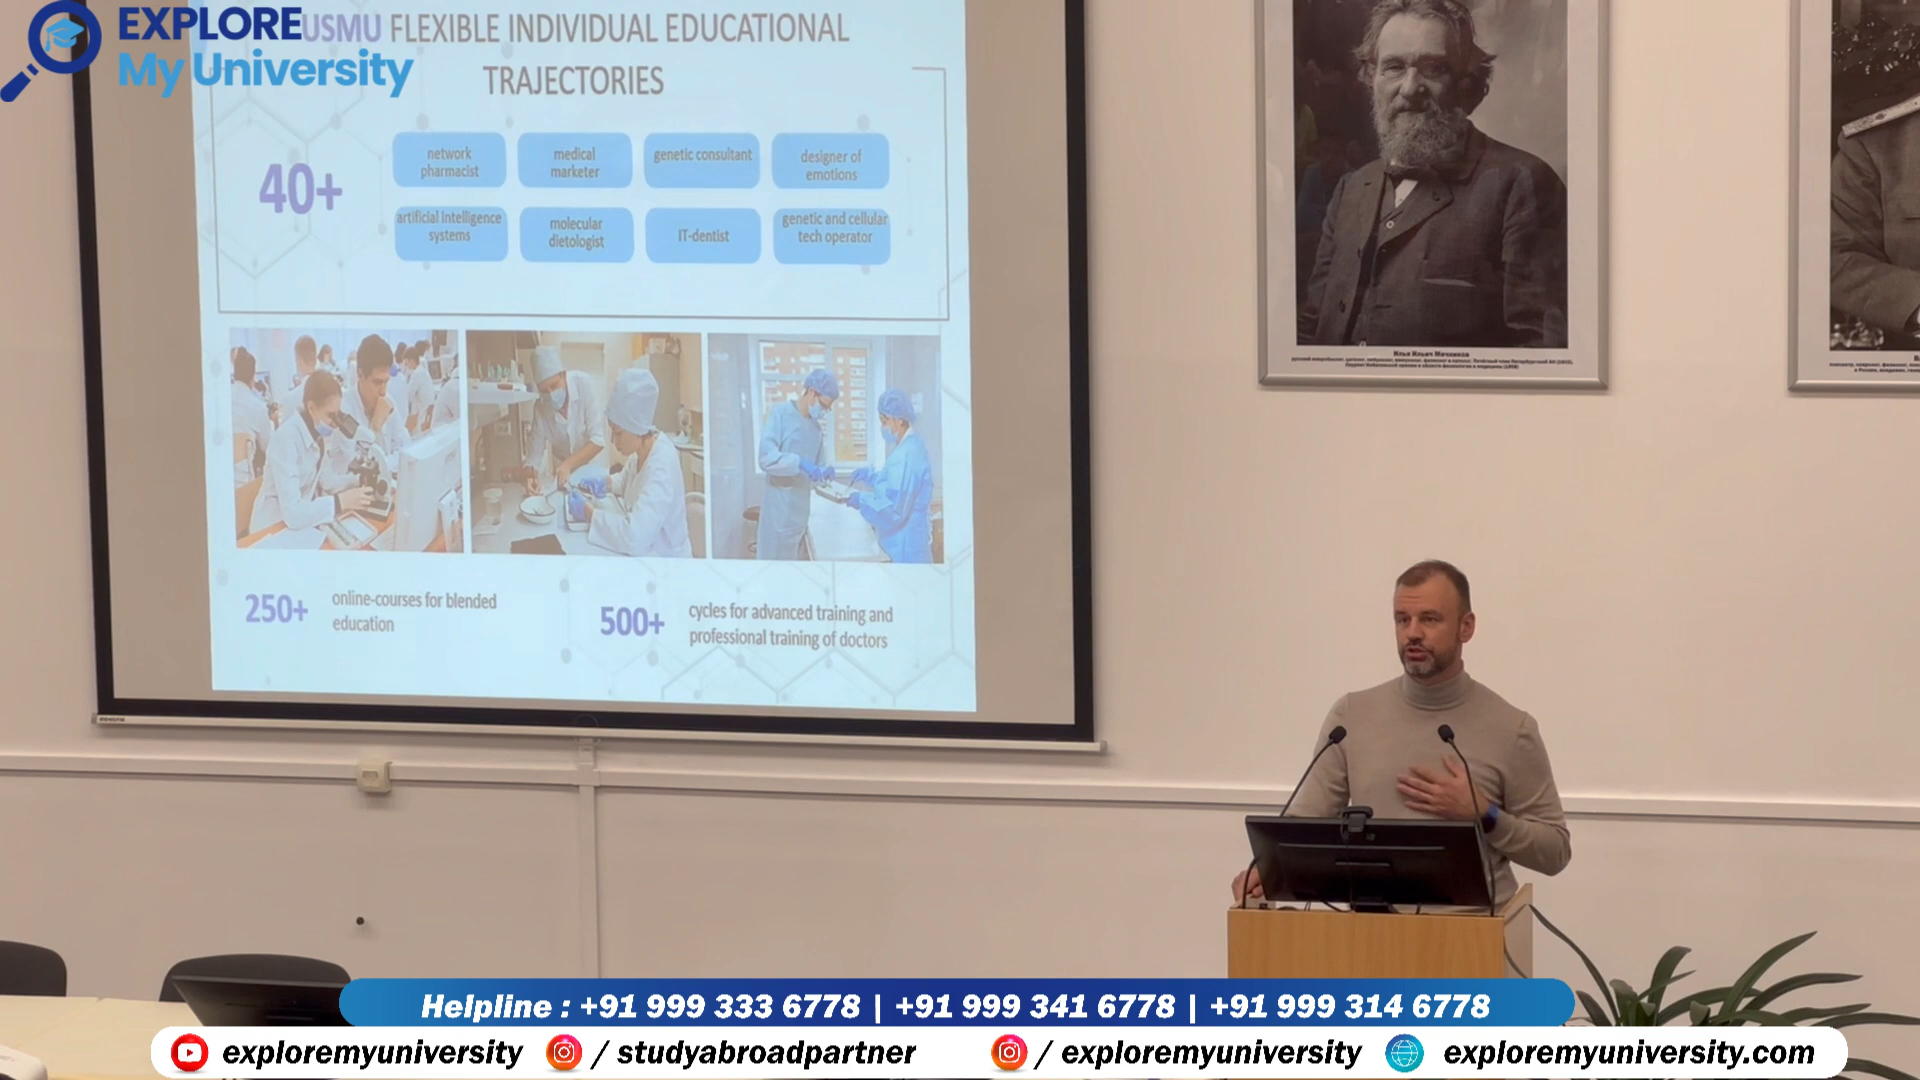 EXPLORE
My University
USMU FLEXIBLE INDIVIDUAL EDUCATIONAL
TRAJECTORIES
40+
network
pharmacist
medical
marketer
genetic consultant
designer of
emotions
artificial Intelligence
systems
molecular
dietologist
IT-dentist
genetic and cellular
tech operator
250+
online-courses for blended
education
500+
cycles for advanced training and
professional training of doctors
Илья Ильич Мечников
Helpline : +91 999 333 6778 | +91 999 341 6778 | +91 999 314 6778
exploremyuniversity
/ studyabroadpartner
/ exploremyuniversity
exploremyuniversity.com